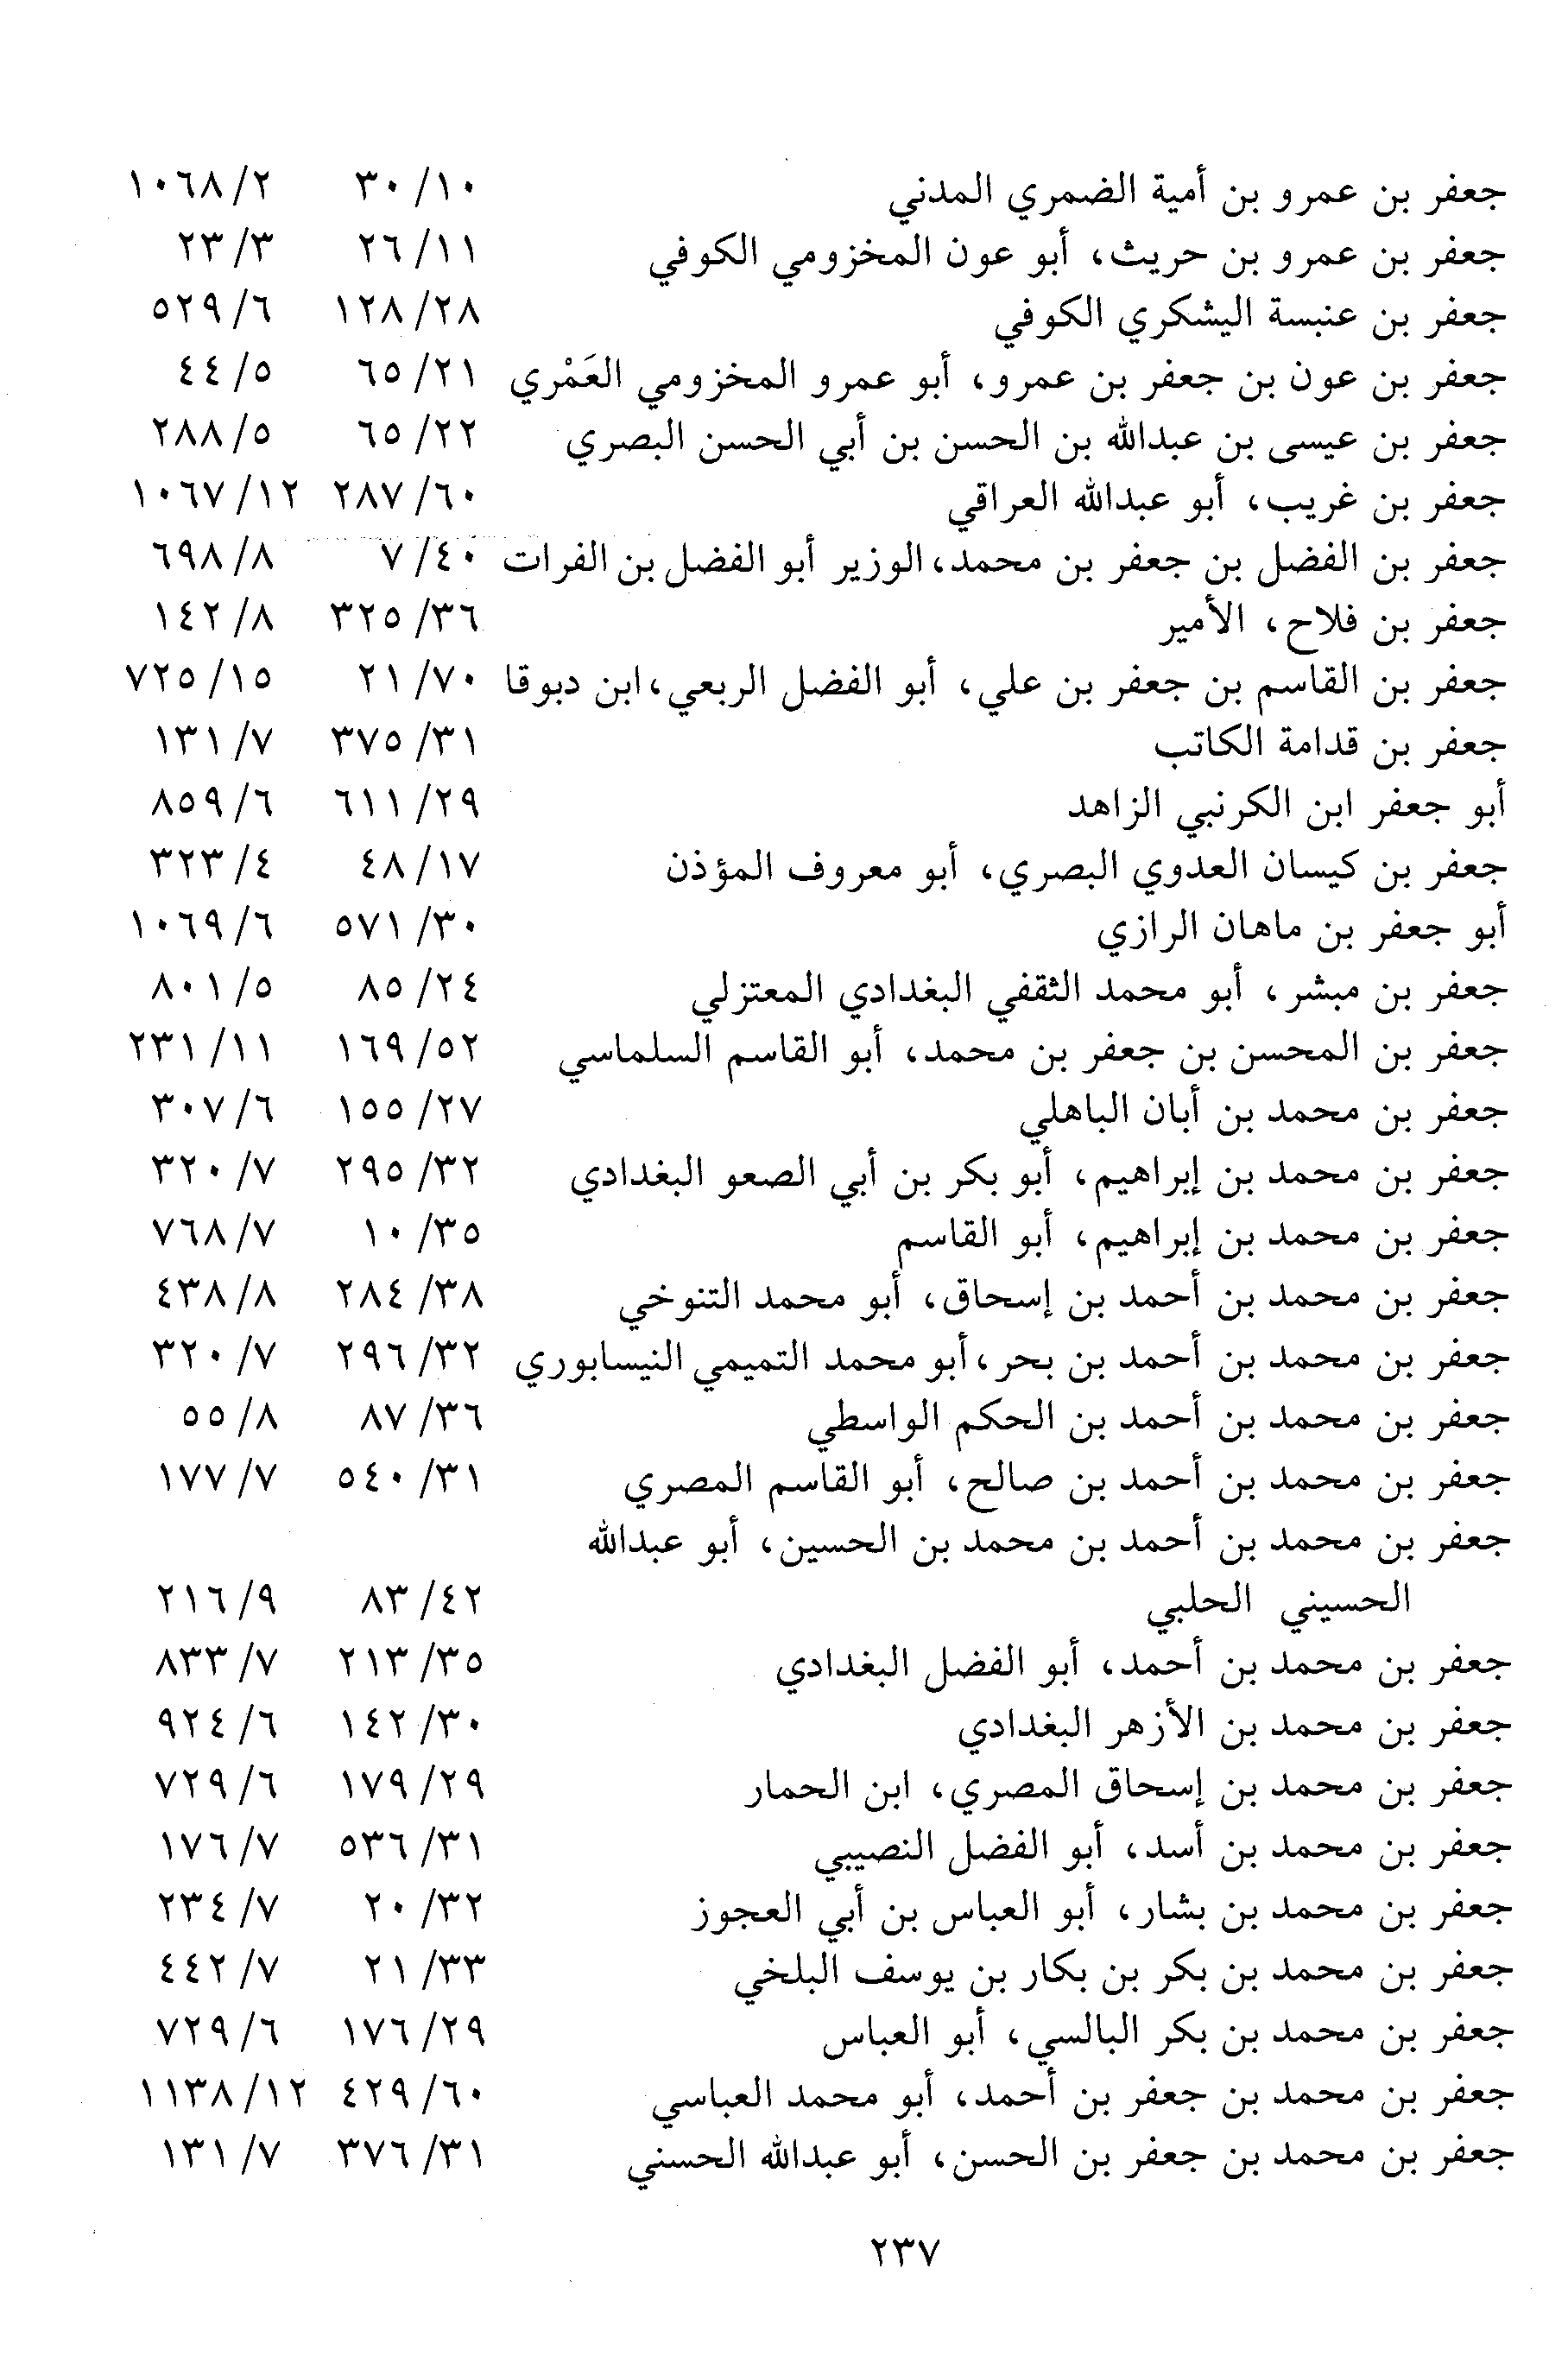 جعفر بن عمرو بن أمية الضمري المدني ١٠/ ٣٠ ٢/ ١٠٦٨
جعفر بن عمرو بن حريث، أبو عون المخزومي الكوفي ١١/ ٢٦ ٣/ ٢٣
جعفر بن عنبسة اليشكري الكوفي ٢٨/ ١٢٨ ٦/ ٥٢٩
جعفر بن عون بن جعفر بن عمرو، أبو عمرو المخزومي العَمْري ٢١/ ٦٥ ٥/ ٤٤
جعفر بن عيسى بن عبدالله بن الحسن بن أبي الحسن البصري ٢٢/ ٦٥ ٥/ ٢٨٨
جعفر بن غريب، أبو عبدالله العراقي ٦٠/ ٢٨٧ ١٢/ ١٠٦٧
جعفر بن الفضل بن جعفر بن محمد، الوزير أبو الفضل بن الفرات ٤٠/ ٧ ٨/ ٦٩٨
جعفر بن فلاح، الأمير ٣٦/ ٣٢٥ ٨/ ١٤٢
جعفر بن القاسم بن جعفر بن علي، أبو الفضل الربعي، ابن دبوقا ٧٠/ ٢١ ١٥/ ٧٢٥
جعفر بن قدامة الكاتب ٣١/ ٣٧٥ ٧/ ١٣١
أبو جعفر ابن الكرنبي الزاهد ٢٩/ ٦١١ ٦/ ٨٥٩
جعفر بن كيسان العدوي البصري، أبو معروف المؤذن ١٧/ ٤٨ ٤/ ٣٢٣
أبو جعفر بن ماهان الرازي ٣٠/ ٥٧١ ٦/ ١٠٦٩
جعفر بن مبشر، أبو محمد الثقفي البغدادي المعتزلي ٢٤/ ٨٥ ٥/ ٨٠١
جعفر بن المحسن بن جعفر بن محمد، أبو القاسم السلماسي ٥٢/ ١٦٩ ١١/ ٢٣١
جعفر بن محمد بن أبان الباهلي ٢٧/ ١٥٥ ٦/ ٣٠٧
جعفر بن محمد بن إبراهيم، أبو بكر بن أبي الصعو البغدادي ٣٢/ ٢٩٥ ٧/ ٣٢٠
جعفر بن محمد بن إبراهيم، أبو القاسم ٣٥/ ١٠ ٧/ ٧٦٨
جعفر بن محمد بن أحمد بن إسحاق، أبو محمد التنوخي ٣٨/ ٢٨٤ ٨/ ٤٣٨
جعفر بن محمد بن أحمد بن بحر، أبو محمد التميمي النيسابوري ٣٢/ ٢٩٦ ٧/ ٣٢٠
جعفر بن محمد بن أحمد بن الحكم الواسطي ٣٦/ ٨٧ ٨/ ٥٥
جعفر بن محمد بن أحمد بن صالح، أبو القاسم المصري ٣١/ ٥٤٠ ٧/ ١٧٧
جعفر بن محمد بن أحمد بن محمد بن الحسين، أبو عبدالله
الحسيني الحلبي ٤٢/ ٨٣ ٩/ ٢١٦
جعفر بن محمد بن أحمد، أبو الفضل البغدادي ٣٥/ ٢١٣ ٧/ ٨٣٣
جعفر بن محمد بن الأزهر البغدادي ٣٠/ ١٤٢ ٦/ ٩٢٤
جعفر بن محمد بن إسحاق المصري، ابن الحمار ٢٩/ ١٧٩ ٦/ ٧٢٩
جعفر بن محمد بن أسد، أبو الفضل النصيبي ٣١/ ٥٣٦ ٧/ ١٧٦
جعفر بن محمد بن بشار، أبو العباس بن أبي العجوز ٣٢/ ٢٠ ٧/ ٢٣٤
جعفر بن محمد بن بكر بن بكار بن يوسف البلخي ٣٣/ ٢١ ٧/ ٤٤٢
جعفر بن محمد بن بكر البالسي، أبو العباس ٢٩/ ١٧٦ ٦/ ٧٢٩
جعفر بن محمد بن جعفر بن أحمد، أبو محمد العباسي ٦٠/ ٤٢٩ ١٢/ ١١٣٨
جعفر بن محمد بن جعفر بن الحسن، أبو عبدالله الحسني ٣١/ ٣٧٦ ٧/ ١٣١
٢٣٧